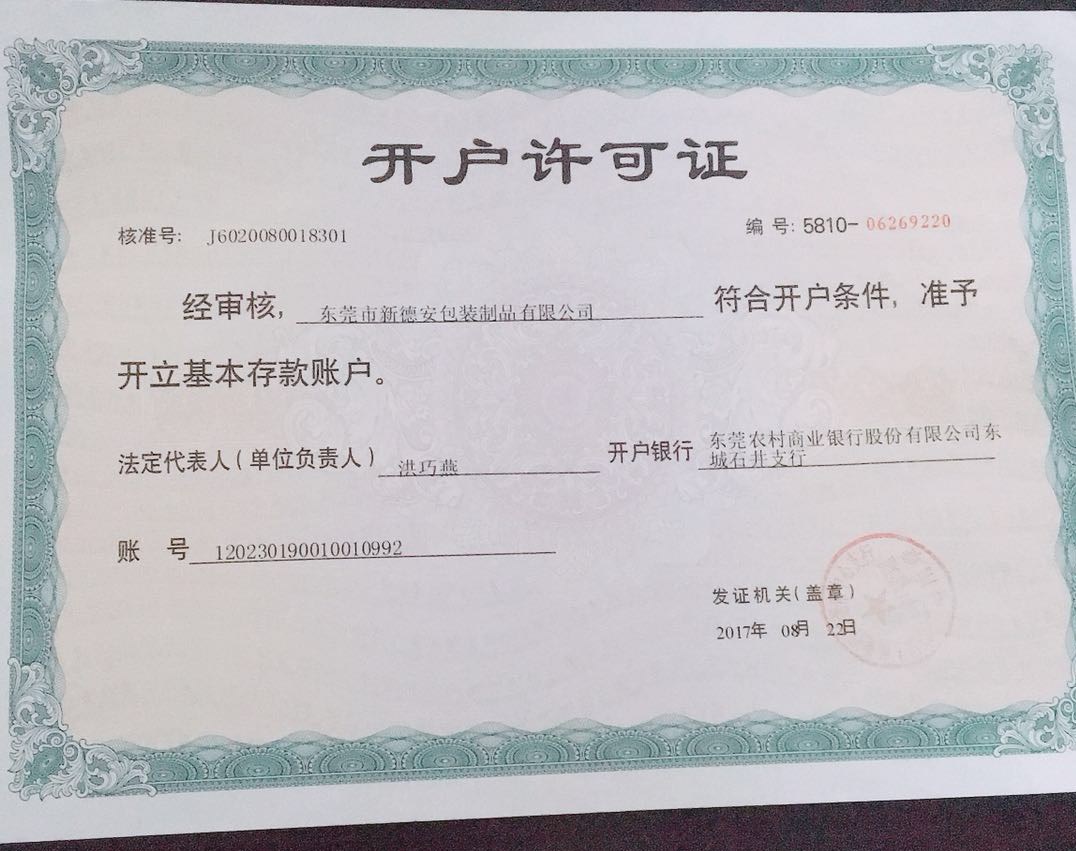 开户许可证
核准号: J6020080018301 编 号: 5810-06269220
经审核, 东莞市新德安包装制品有限公司 符合开户条件, 准予
开立基本存款账户。
法定代表人(单位负责人) 洪巧燕 开户银行 东莞农村商业银行股份有限公司东
城石井支行
账 号 120230190010010992
发证机关(盖章)
2017年 08月 22日